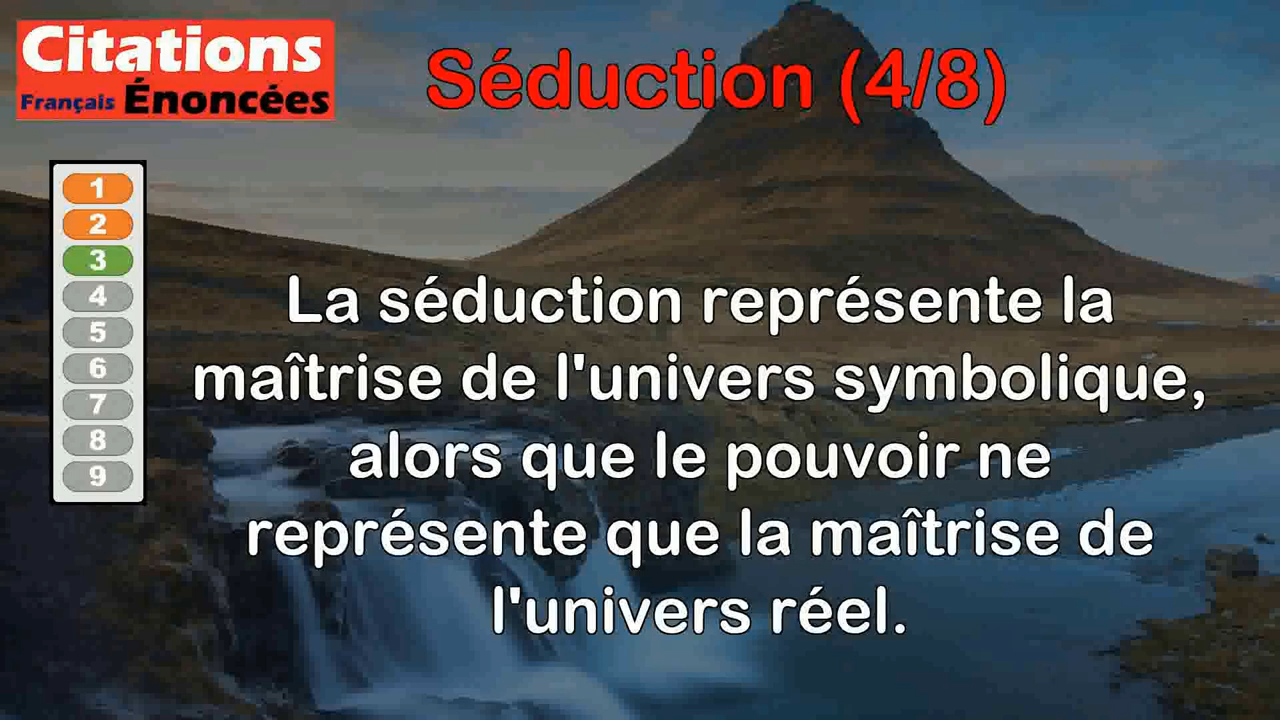 Citations
Français Énoncées
Séduction (4/8)
1
2
3
4
5
6
7
8
9
La séduction représente la
maîtrise de l'univers symbolique,
alors que le pouvoir ne
représente que la maîtrise de
l'univers réel.